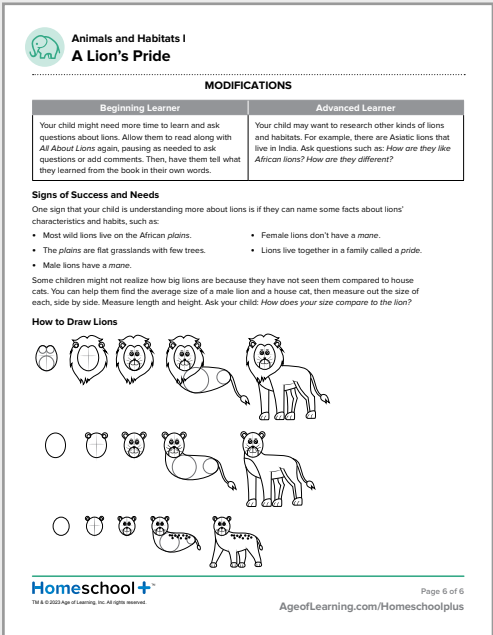 Animals and Habitats I
A Lion's Pride
MODIFICATIONS
Beginning Learner
Your child might need more time to learn and ask
questions about lions. Allow them to read along with
All About Lions again, pausing as needed to ask
questions or add comments. Then, have them tell what
they learned from the book in their own words.
Advanced Learner
Your child may want to research other kinds of lions
and habitats. For example, there are Asiatic lions that
live in India. Ask questions such as: How are they like
African lions? How are they different?
Signs of Success and Needs
One sign that your child is understanding more about lions is if they can name some facts about lions'
characteristics and habits, such as:
• Most wild lions live on the African plains.
• The plains are flat grasslands with few trees.
• Male lions have a mane.
• Female lions don't have a mane.
• Lions live together in a family called a pride.
Some children might not realize how big lions are because they have not seen them compared to house
cats. You can help them find the average size of a male lion and a house cat, then measure out the size of
each, side by side. Measure length and height. Ask your child: How does your size compare to the lion?
How to Draw Lions
Homeschool+™
TM & © 2023 Age of Learning, Inc. All rights reserved.
Page 6 of 6
AgeofLearning.com/Homeschoolplus